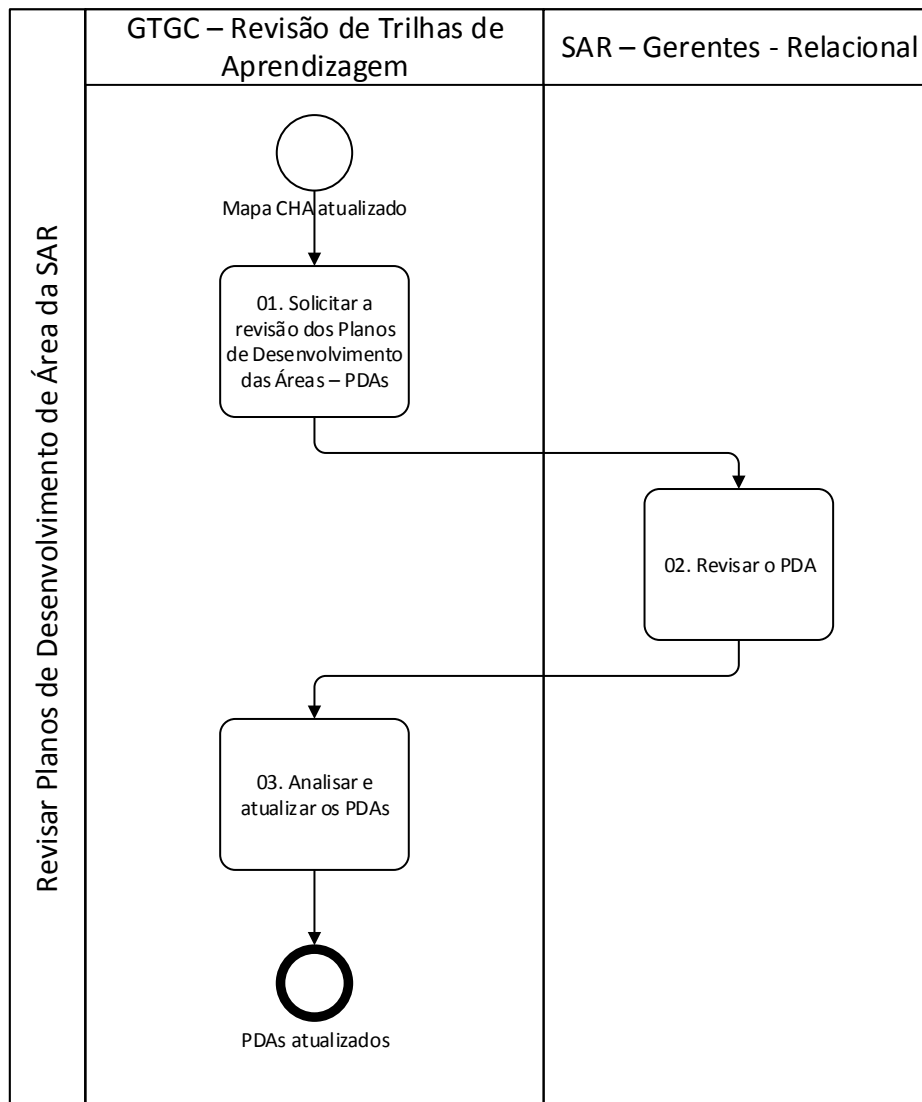 Revisar Planos de Desenvolvimento de Área da SAR
GTGC – Revisão de Trilhas de
Aprendizagem
SAR – Gerentes - Relacional
Mapa CHA atualizado
01. Solicitar a
revisão dos Planos
de Desenvolvimento
das Áreas – PDAs
02. Revisar o PDA
03. Analisar e
atualizar os PDAs
PDAs atualizados